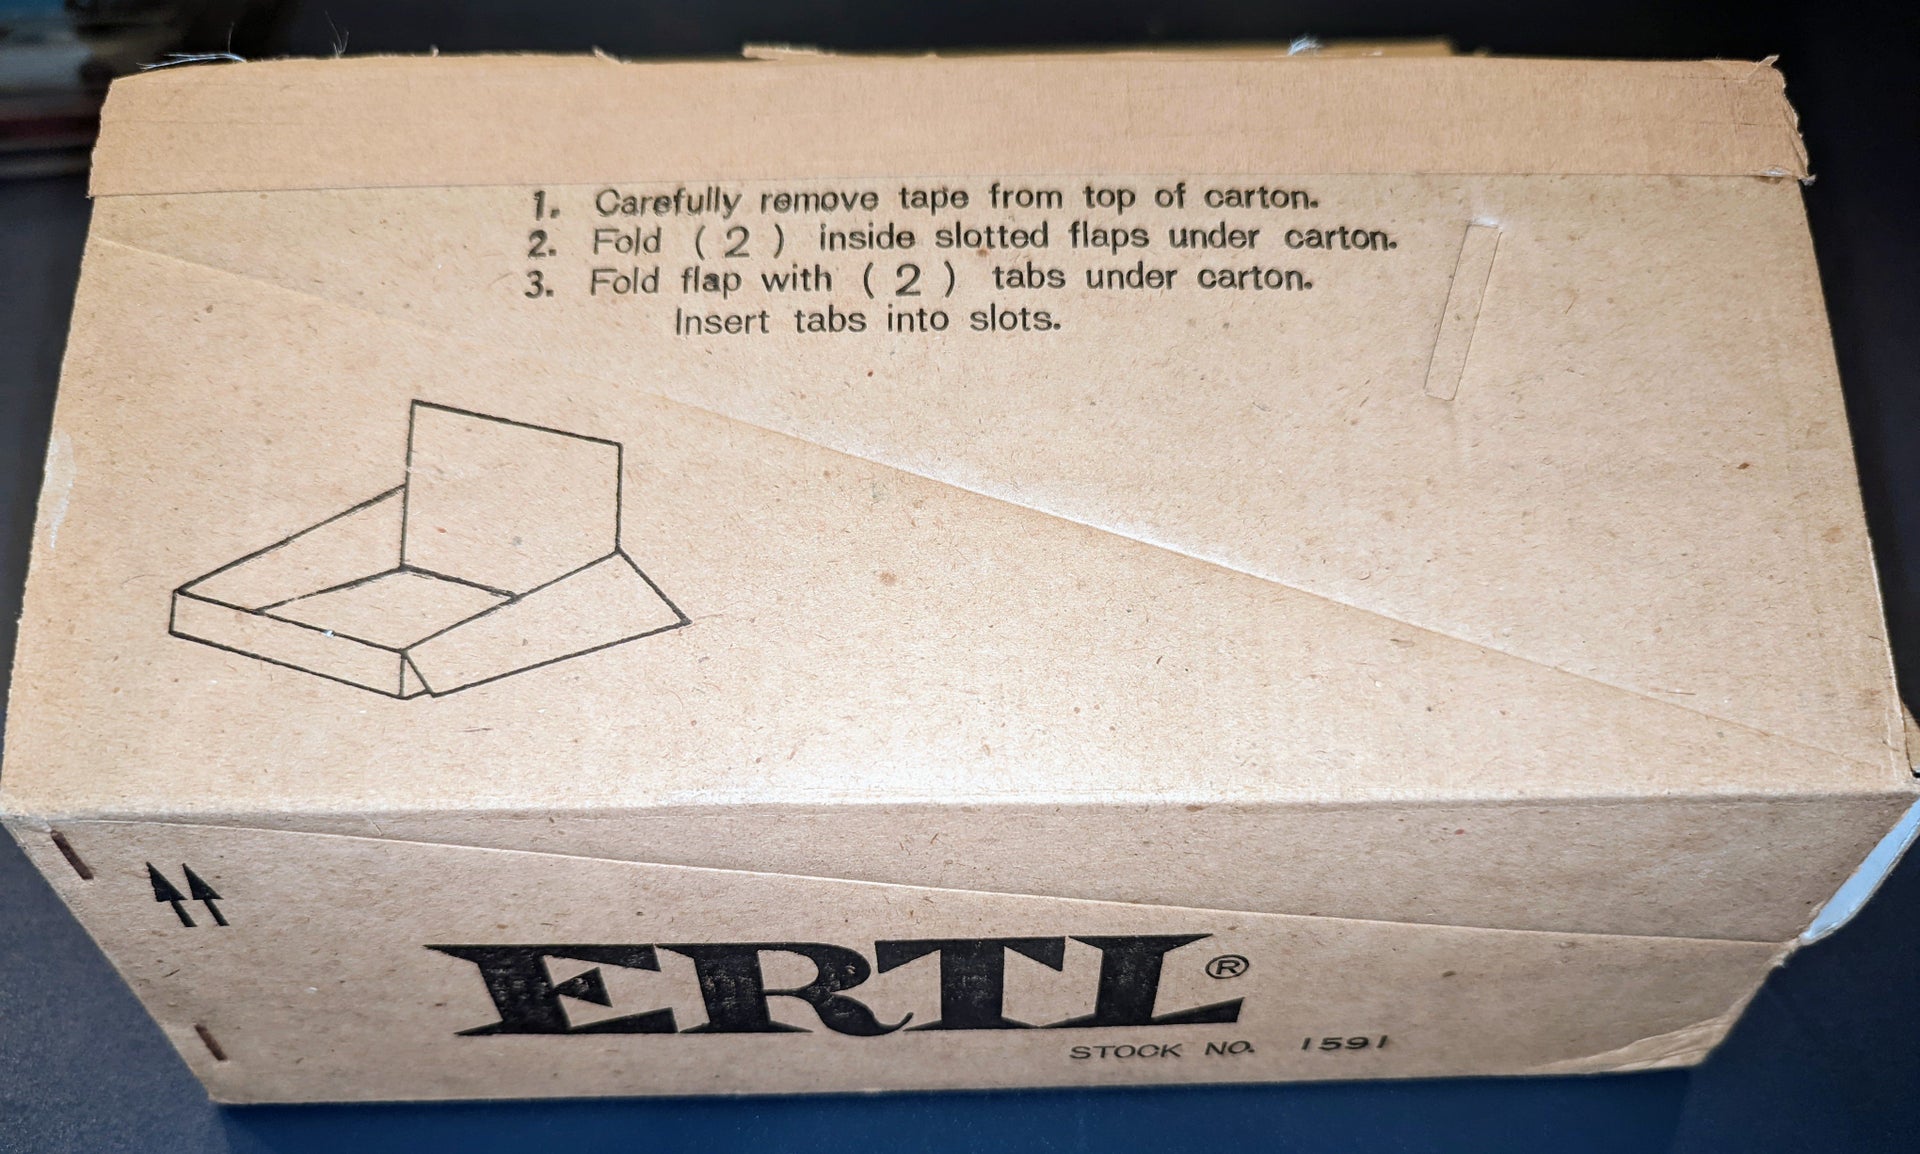 1. Carefully remove tape from top of carton.
2. Fold ( 2 ) inside slotted flaps under carton.
3. Fold flap with ( 2 ) tabs under carton.
Insert tabs into slots.
ERTL®
STOCK NO. 1591